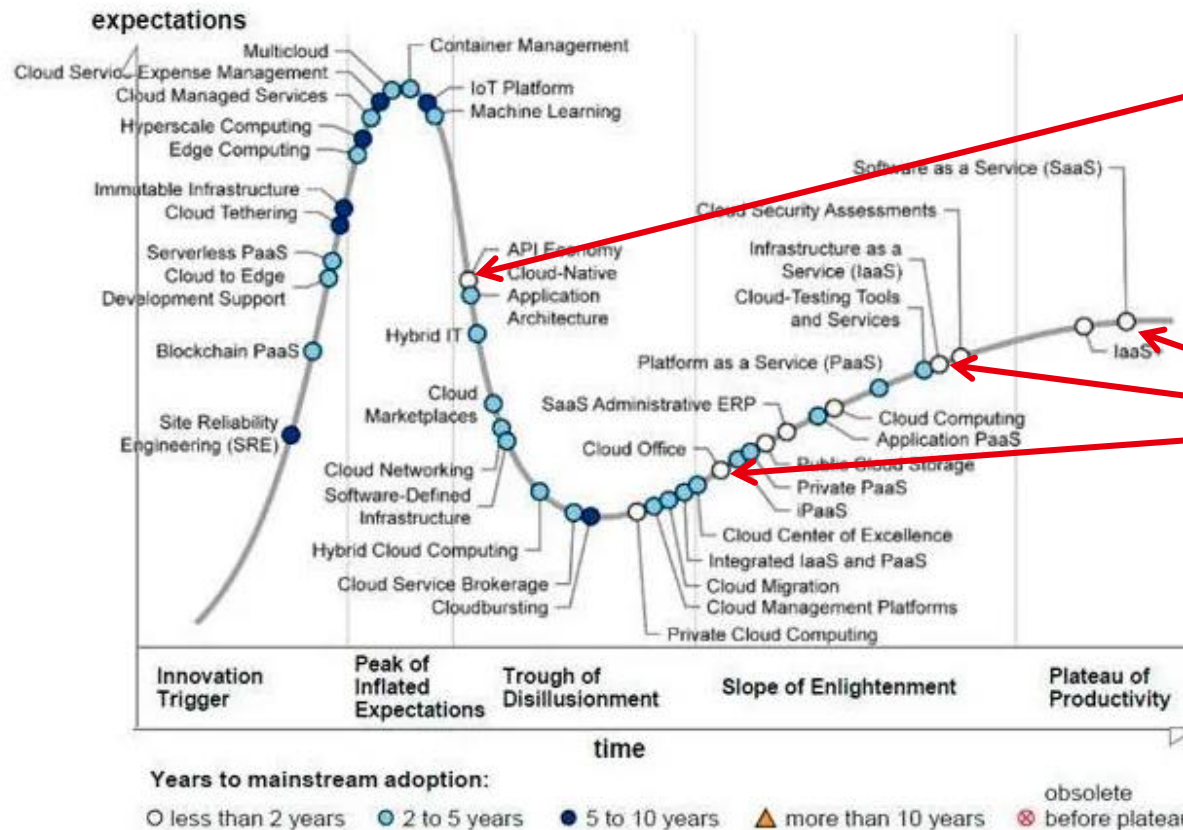 expectations
Multicloud
Container Management
Cloud Service Expense Management
IoT Platform
Cloud Managed Services
Machine Learning
Hyperscale Computing
Edge Computing
Software as a Service (SaaS)
Immutable Infrastructure
Cloud Tethering
Cloud Security Assessments
Serverless PaaS
API Economy
Infrastructure as a
Service (IaaS)
Cloud to Edge
Development Support
Cloud-Native
Application
Architecture
Cloud-Testing Tools
and Services
Hybrid IT
Blockchain PaaS
Platform as a Service (PaaS)
IaaS
Cloud
Marketplaces
SaaS Administrative ERP
Site Reliability
Engineering (SRE)
Cloud Computing
Application PaaS
Cloud Office
Public Cloud Storage
Cloud Networking
Private PaaS
Software-Defined
Infrastructure
iPaaS
Cloud Center of Excellence
Hybrid Cloud Computing
Integrated IaaS and PaaS
Cloud Service Brokerage
Cloud Migration
Cloudbursting
Cloud Management Platforms
Private Cloud Computing
Innovation
Trigger
Peak of
Inflated
Expectations
Trough of
Disillusionment
Slope of Enlightenment
Plateau of
Productivity
time
Years to mainstream adoption:
less than 2 years
2 to 5 years
5 to 10 years
more than 10 years
obsolete
before plateau